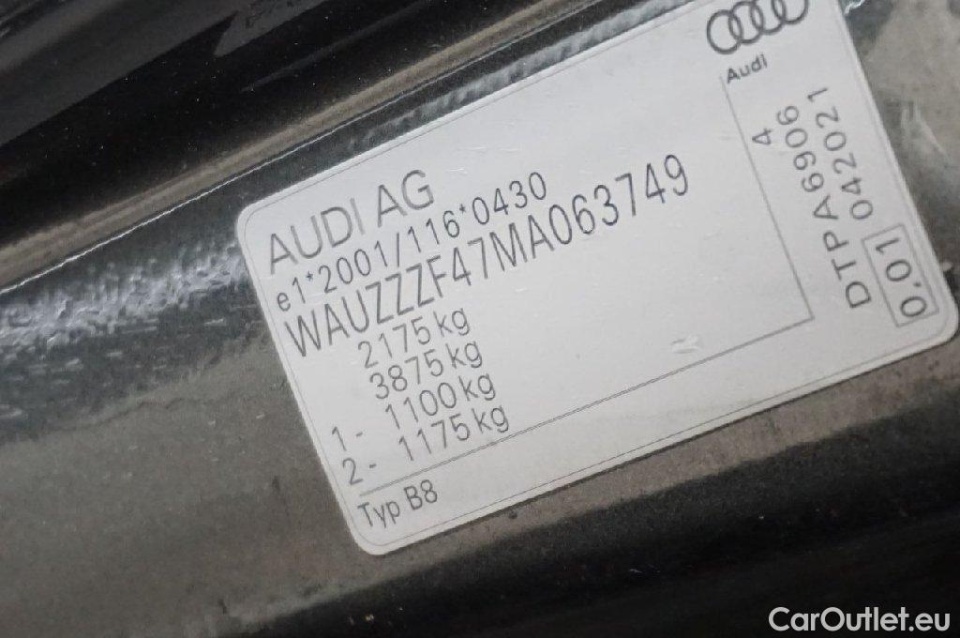 Audi
AUDI AG
e1*2001/116*0430
WAUZZZF47MA063749
2175 kg
3875 kg
1- 1100 kg
2- 1175 kg
Typ B8
DTPA6906
4
0.01 042021
CarOutlet.eu